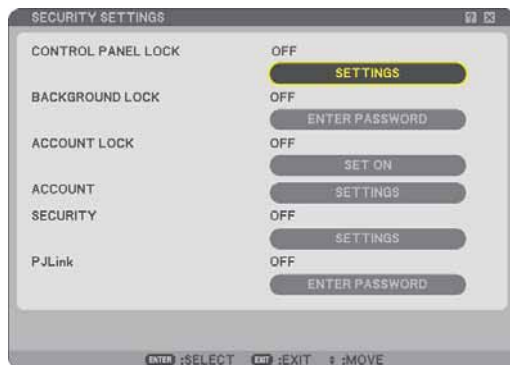 SECURITY SETTINGS
CONTROL PANEL LOCK OFF
SETTINGS
BACKGROUND LOCK OFF
ENTER PASSWORD
ACCOUNT LOCK OFF
SET ON
ACCOUNT SETTINGS
SECURITY OFF
SETTINGS
PJLink OFF
ENTER PASSWORD
ENTER :SELECT EXIT :EXIT :MOVE